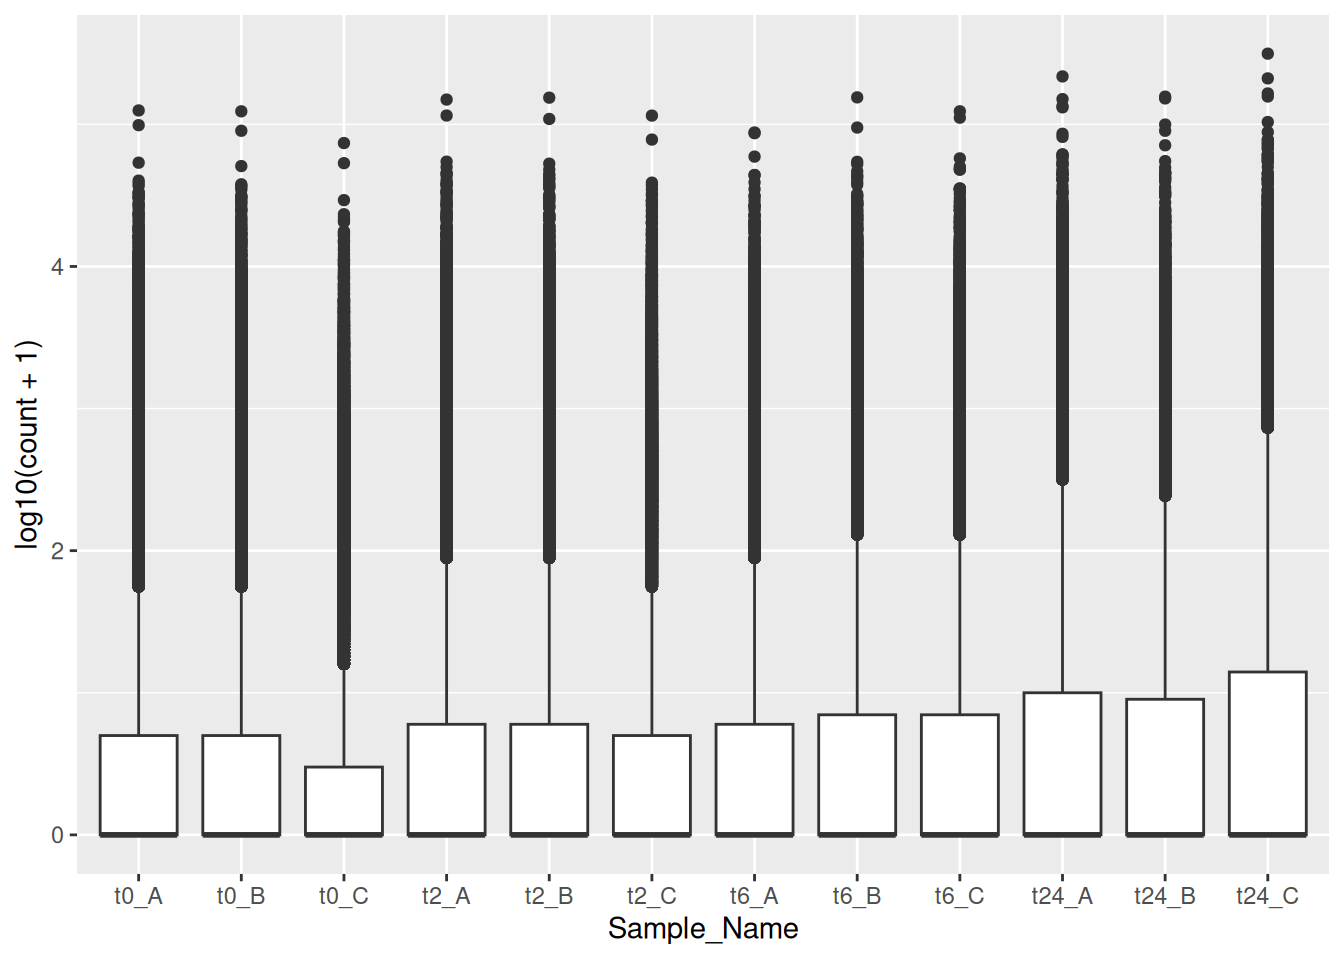 log10(count + 1)
4
2
0
t0_A t0_B t0_C t2_A t2_B t2_C t6_A t6_B t6_C t24_A t24_B t24_C
Sample_Name